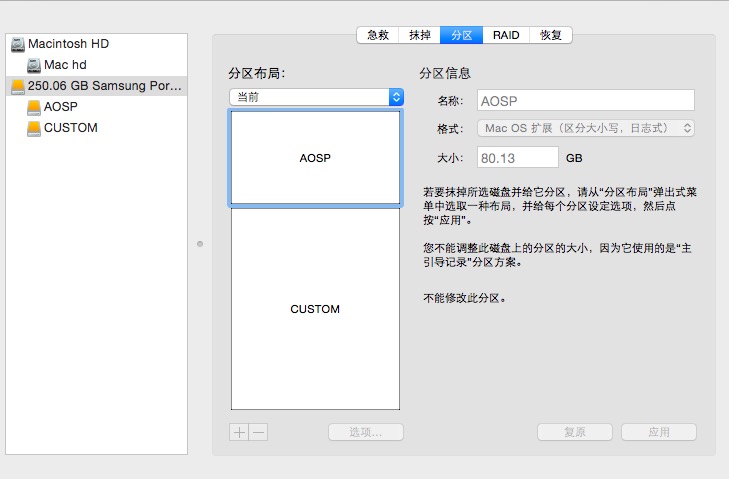 Macintosh HD
Mac hd
250.06 GB Samsung Por...
AOSP
CUSTOM
急救 抹掉 分区 RAID 恢复
分区布局：
当前
AOSP
CUSTOM
选项...
分区信息
名称： AOSP
格式： Mac OS 扩展（区分大小写，日志式）
大小： 80.13 GB
若要抹掉所选磁盘并给它分区，请从“分区布局”弹出式菜
单中选取一种布局，并给每个分区设定选项，然后点
按“应用”。
您不能调整此磁盘上的分区的大小，因为它使用的是“主
引导记录”分区方案。
不能修改此分区。
复原 应用